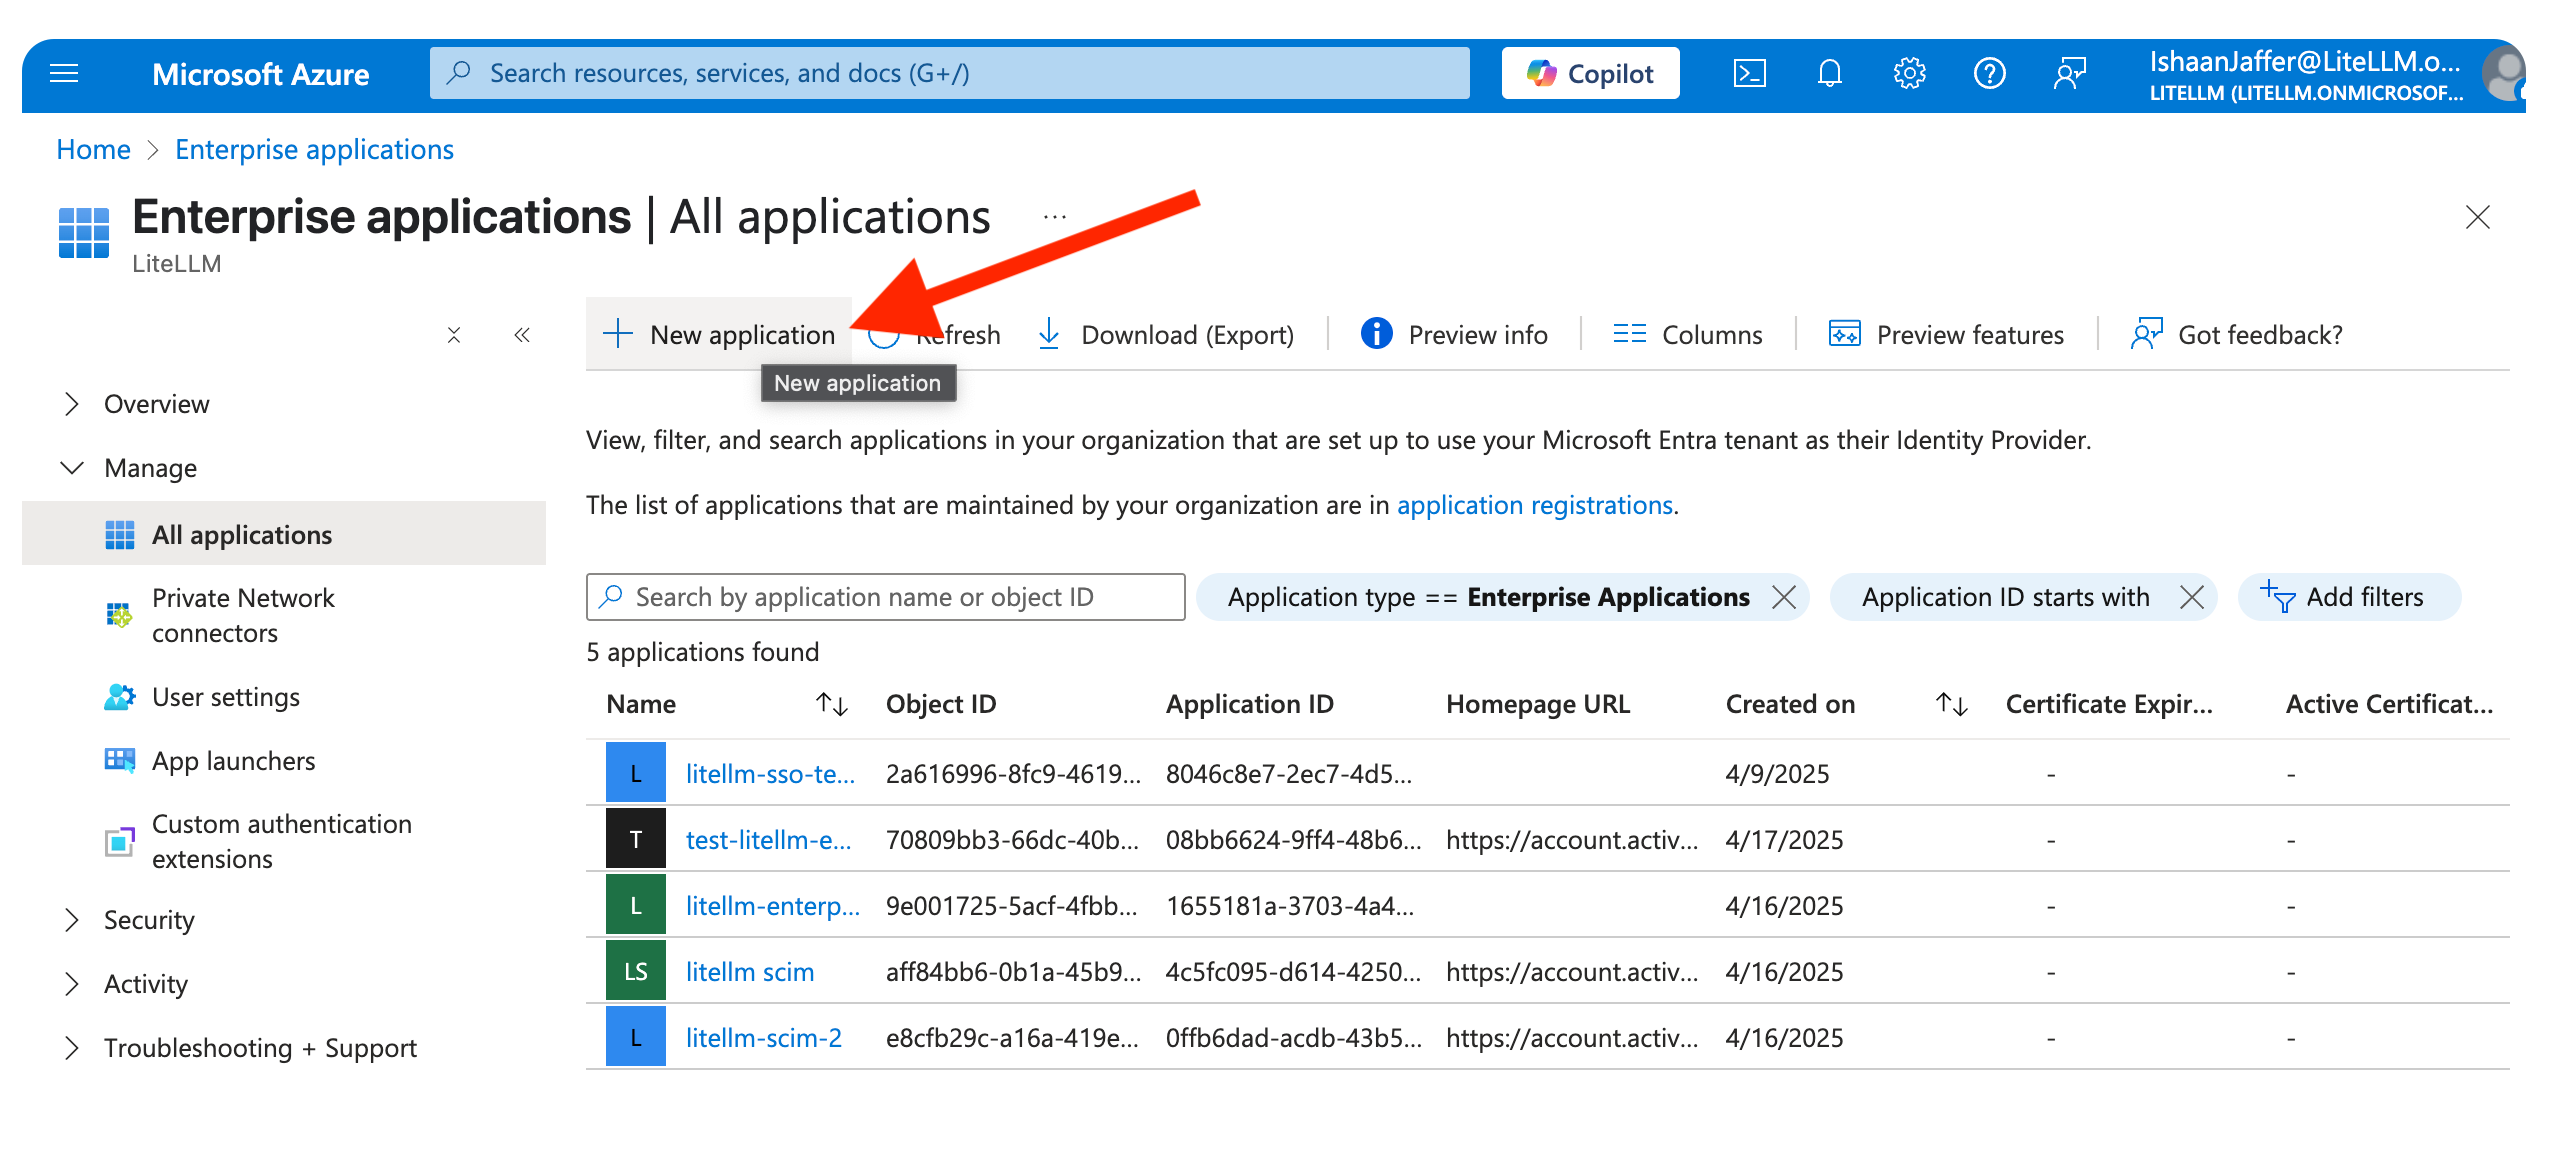 Microsoft Azure
Search resources, services, and docs (G+/)
Copilot
IshaanJaffer@LiteLLM.o...
LITELLM (LITELLM.ONMICROSOF...
Home > Enterprise applications
Enterprise applications | All applications ...
LiteLLM
New application
Refresh
Download (Export)
Preview info
Columns
Preview features
Got feedback?
New application
Overview
Manage
All applications
Private Network
connectors
User settings
App launchers
Custom authentication
extensions
Security
Activity
Troubleshooting + Support
View, filter, and search applications in your organization that are set up to use your Microsoft Entra tenant as their Identity Provider.
The list of applications that are maintained by your organization are in application registrations.
Search by application name or object ID
Application type == Enterprise Applications
Application ID starts with
Add filters
5 applications found
Name Object ID Application ID Homepage URL Created on Certificate Expir... Active Certificat...
L litellm-sso-te... 2a616996-8fc9-4619... 8046c8e7-2ec7-4d5... 4/9/2025 - -
T test-litellm-e... 70809bb3-66dc-40b... 08bb6624-9ff4-48b6... https://account.activ... 4/17/2025 - -
L litellm-enterp... 9e001725-5acf-4fbb... 1655181a-3703-4a4... 4/16/2025 - -
LS litellm scim aff84bb6-0b1a-45b9... 4c5fc095-d614-4250... https://account.activ... 4/16/2025 - -
L litellm-scim-2 e8cfb29c-a16a-419e... 0ffb6dad-acdb-43b5... https://account.activ... 4/16/2025 - -